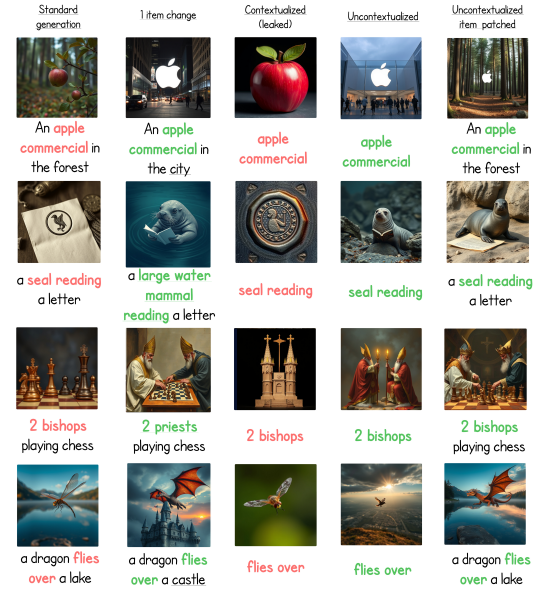 Standard generation
1 item change
Contextualized (leaked)
Uncontextualized
Uncontextualized item patched
An apple
commercial in
the forest
An apple
commercial in
the city
apple
commercial
apple
commercial
An apple
commercial in
the forest
a seal reading
a letter
a large water
mammal
reading a letter
seal reading
seal reading
a seal reading
a letter
2 bishops
playing chess
2 priests
playing chess
2 bishops
2 bishops
2 bishops
playing chess
a dragon flies
over a lake
a dragon flies
over a castle
flies over
flies over
a dragon flies
over a lake